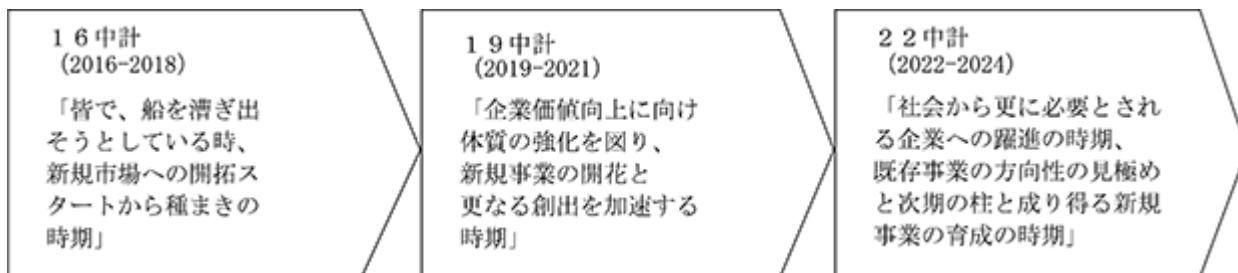 １６中計
（2016-2018）
「皆で、船を漕ぎ出
そうとしている時、
新規市場への開拓ス
タートから種まきの
時期」
１９中計
（2019-2021）
「企業価値向上に向け
体質の強化を図り、
新規事業の開花と
更なる創出を加速する
時期」
２２中計
（2022-2024）
「社会から更に必要とされ
る企業への躍進の時期、
既存事業の方向性の見極め
と次期の柱と成り得る新規
事業の育成の時期」